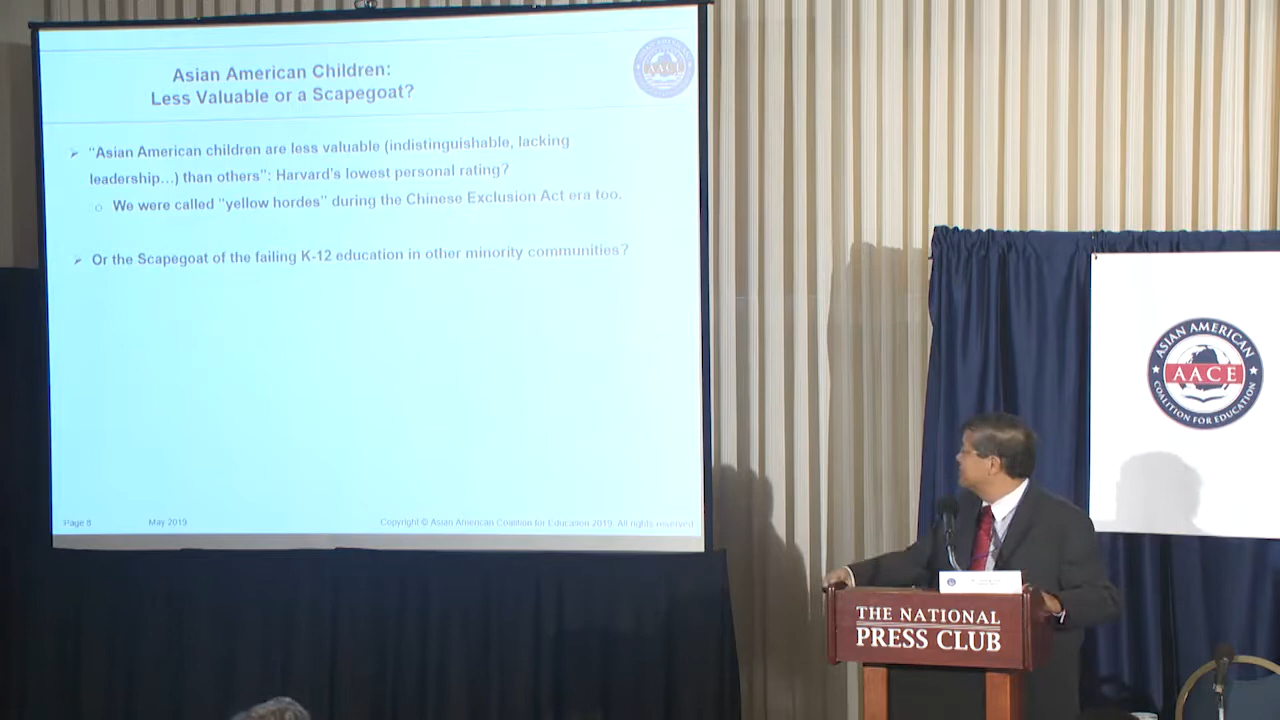 Asian American Children:
Less Valuable or a Scapegoat?
AACE
➢ "Asian American children are less valuable (indistinguishable, lacking
leadership...) than others": Harvard's lowest personal rating?
○ We were called "yellow hordes" during the Chinese Exclusion Act era too.
➢ Or the Scapegoat of the failing K-12 education in other minority communities?
Page 8 May 2019 Copyright © Asian American Coalition for Education 2019. All rights reserved
ASIAN AMERICAN
AACE
COALITION FOR EDUCATION
THE NATIONAL
PRESS CLUB